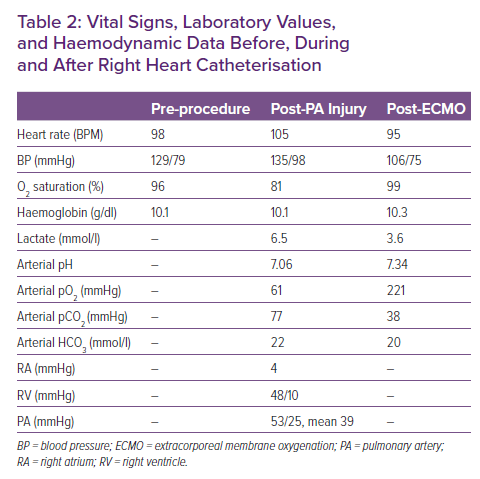 Table 2: Vital Signs, Laboratory Values,
and Haemodynamic Data Before, During
and After Right Heart Catheterisation
Pre-procedure Post-PA Injury Post-ECMO
Heart rate (BPM) 98 105 95
BP (mmHg) 129/79 135/98 106/75
O₂ saturation (%) 96 81 99
Haemoglobin (g/dl) 10.1 10.1 10.3
Lactate (mmol/l) – 6.5 3.6
Arterial pH – 7.06 7.34
Arterial pO₂ (mmHg) – 61 221
Arterial pCO₂ (mmHg) – 77 38
Arterial HCO₃ (mmol/l) – 22 20
RA (mmHg) – 4 –
RV (mmHg) – 48/10 –
PA (mmHg) – 53/25, mean 39 –
BP = blood pressure; ECMO = extracorporeal membrane oxygenation; PA = pulmonary artery;
RA = right atrium; RV = right ventricle.